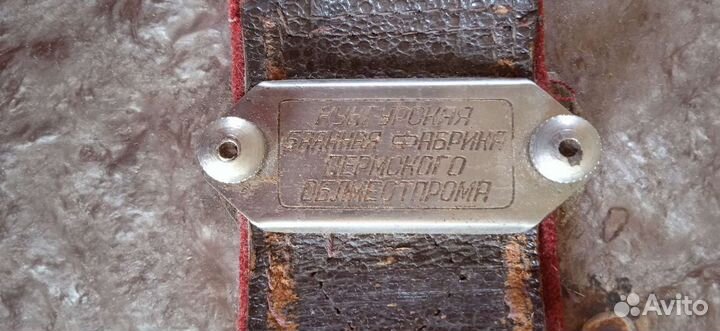 КУНГУРСКАЯ
БАЯННАЯ ФАБРИКА
ПЕРМСКОГО
ОБЛМЕСТПРОМА
Avito